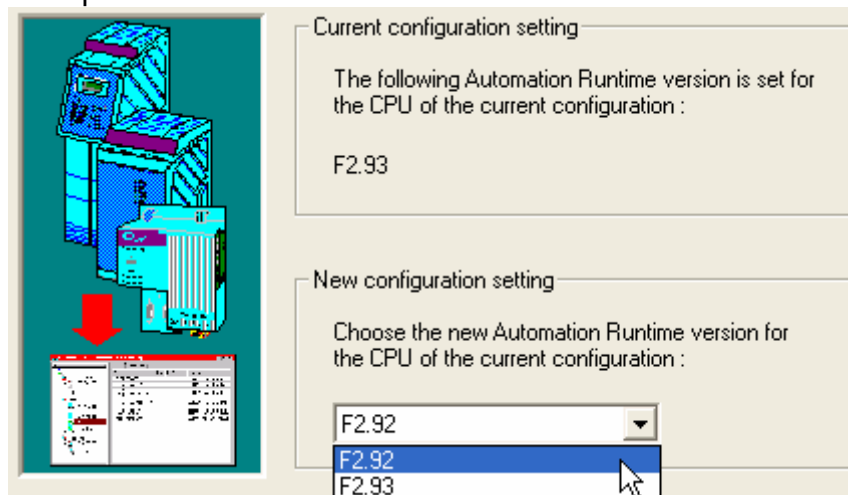 Current configuration setting
The following Automation Runtime version is set for
the CPU of the current configuration :
F2.93
New configuration setting
Choose the new Automation Runtime version for
the CPU of the current configuration :
F2.92
F2.92
F2.93